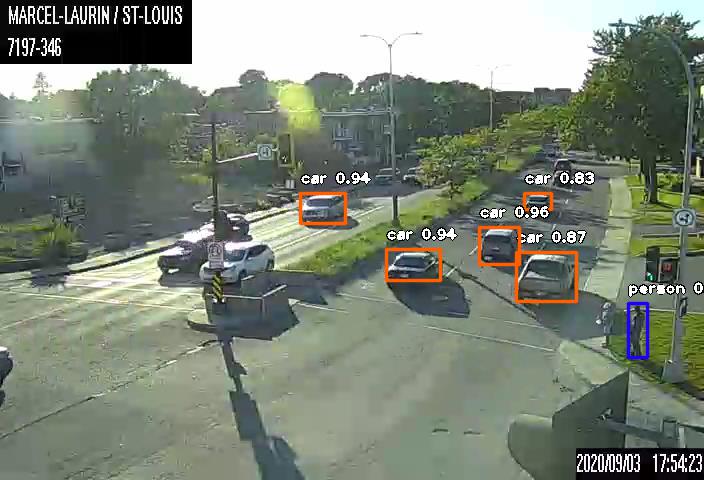 MARCEL-LAURIN / ST-LOUIS
7197-346
car 0.94
car 0.83
car 0.96
car 0.94
car 0.87
person 0
2020/09/03 17:54:23